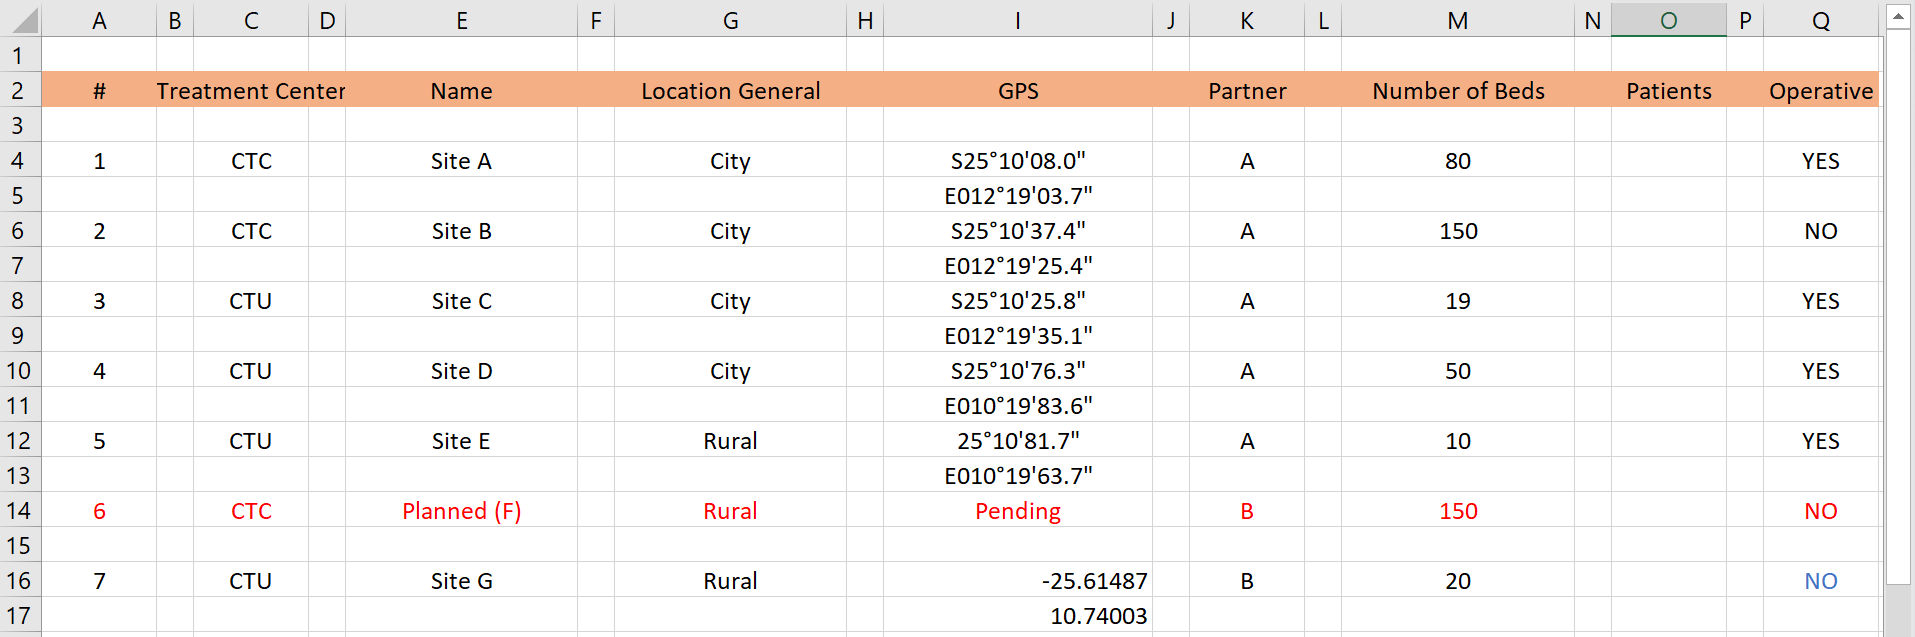 A B C D E F G H I J K L M N O P Q
1
2 # Treatment Center Name Location General GPS Partner Number of Beds Patients Operative
3
4 1 CTC Site A City S25°10'08.0" A 80 YES
5 E012°19'03.7"
6 2 CTC Site B City S25°10'37.4" A 150 NO
7 E012°19'25.4"
8 3 CTU Site C City S25°10'25.8" A 19 YES
9 E012°19'35.1"
10 4 CTU Site D City S25°10'76.3" A 50 YES
11 E010°19'83.6"
12 5 CTU Site E Rural 25°10'81.7" A 10 YES
13 E010°19'63.7"
14 6 CTC Planned (F) Rural Pending B 150 NO
15
16 7 CTU Site G Rural -25.61487 B 20 NO
17 10.74003